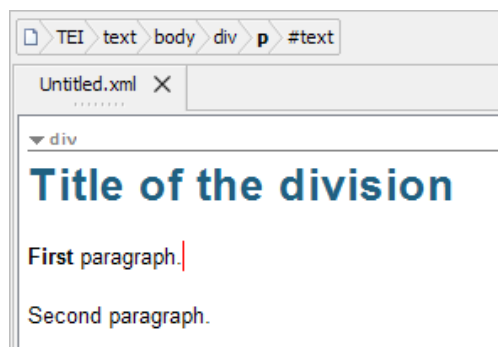 TEI text body div p #text
Untitled.xml
div
Title of the division
First paragraph.
Second paragraph.